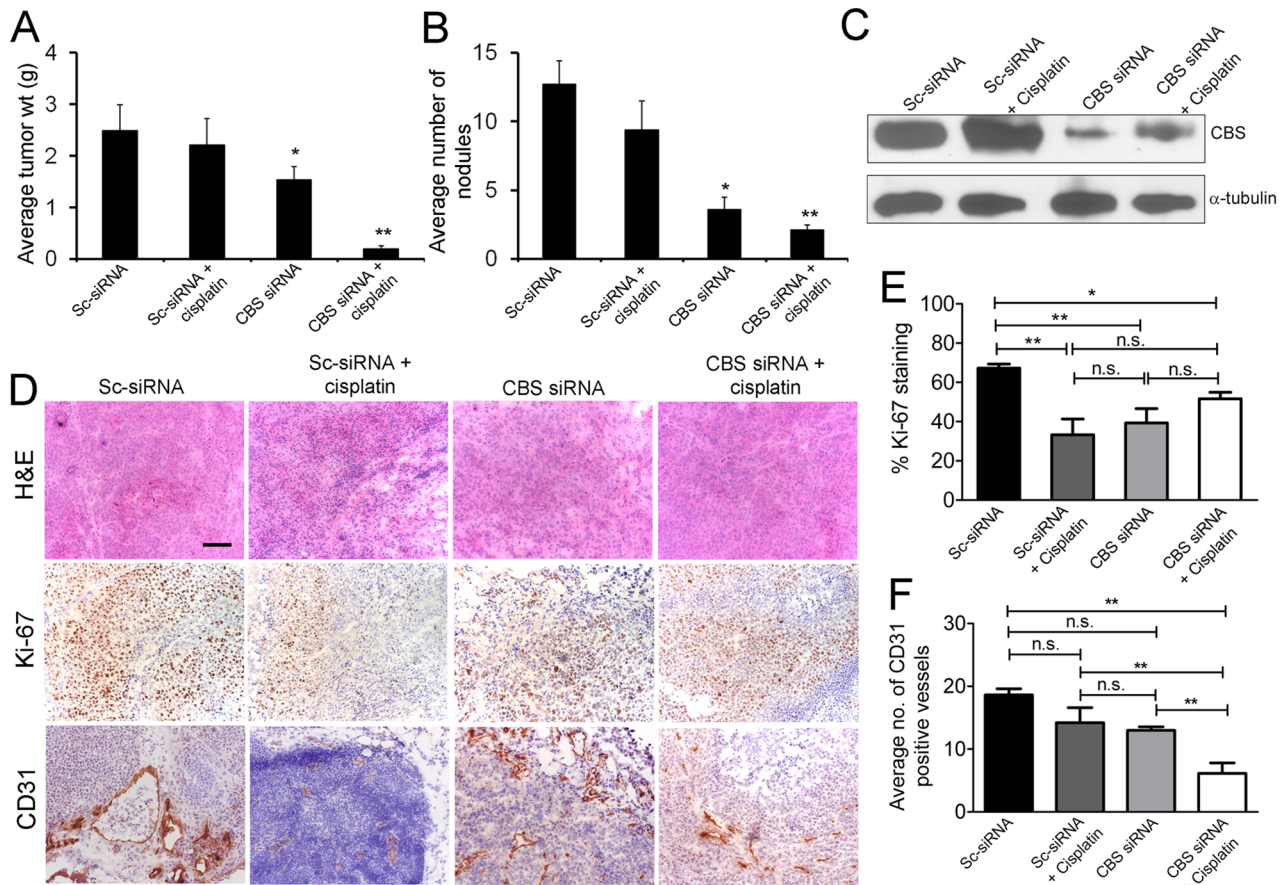 A
Average tumor wt (g)
4
3
2
1
0
*
**
Sc-siRNA
Sc-siRNA +
cisplatin
CBS siRNA
CBS siRNA +
cisplatin
B
Average number of
nodules
15
10
5
0
*
**
Sc-siRNA
Sc-siRNA +
cisplatin
CBS siRNA
CBS siRNA +
cisplatin
C
Sc-siRNA
Sc-siRNA
+ Cisplatin
CBS siRNA
CBS siRNA
+ Cisplatin
CBS
α-tubulin
D
Sc-siRNA
Sc-siRNA +
cisplatin
CBS siRNA
CBS siRNA +
cisplatin
H&E
Ki-67
CD31
E
% Ki-67 staining
100
80
60
40
20
0
*
**
** n.s.
n.s. n.s.
Sc-siRNA
Sc-siRNA
+ Cisplatin
CBS siRNA
CBS siRNA
+ Cisplatin
F
Average no. of CD31
positive vessels
30
20
10
0
**
n.s.
n.s.
**
n.s.
**
Sc-siRNA
Sc-siRNA
+ Cisplatin
CBS siRNA
CBS siRNA
Cisplatin